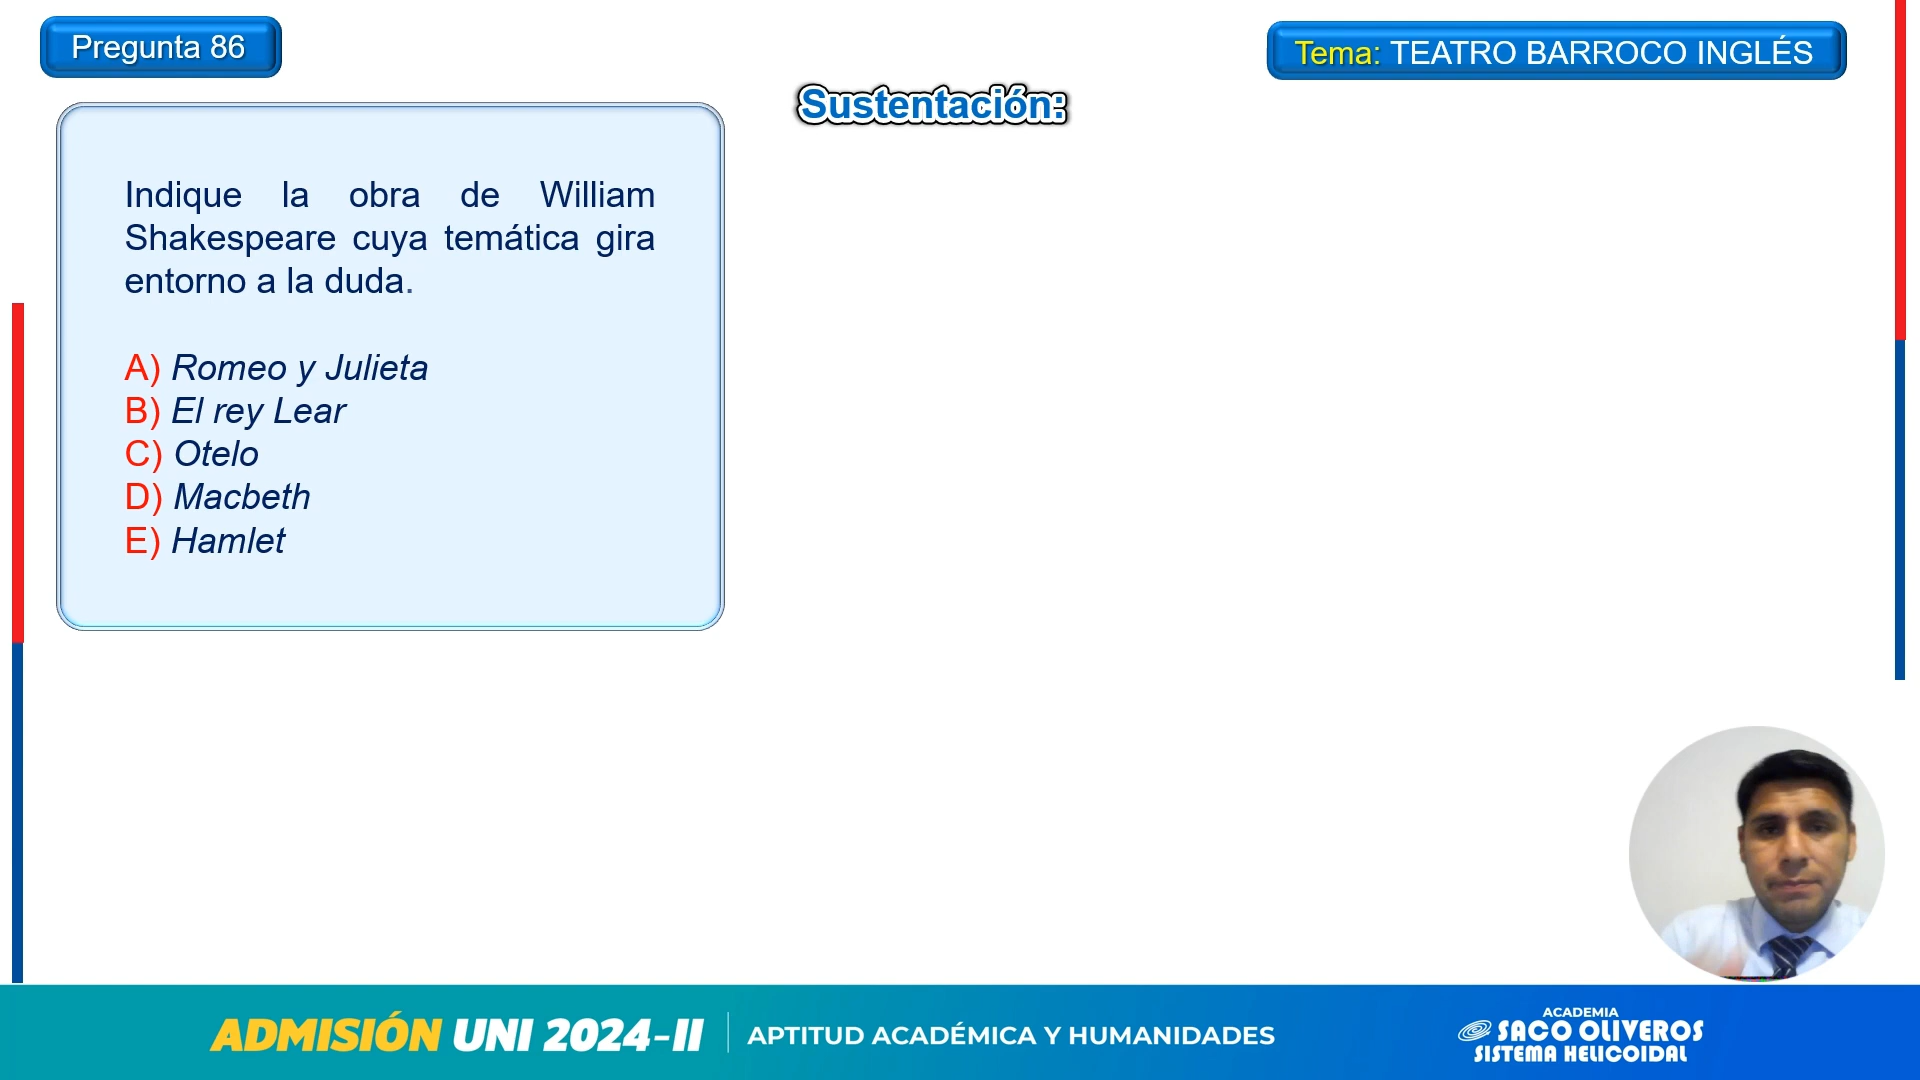 Pregunta 86
Tema: TEATRO BARROCO INGLÉS
Sustentación:
Indique la obra de William
Shakespeare cuya temática gira
entorno a la duda.
A) Romeo y Julieta
B) El rey Lear
C) Otelo
D) Macbeth
E) Hamlet
ADMISIÓN UNI 2024-II
APTITUD ACADÉMICA Y HUMANIDADES
ACADEMIA
SACO OLIVEROS
SISTEMA HELICOIDAL